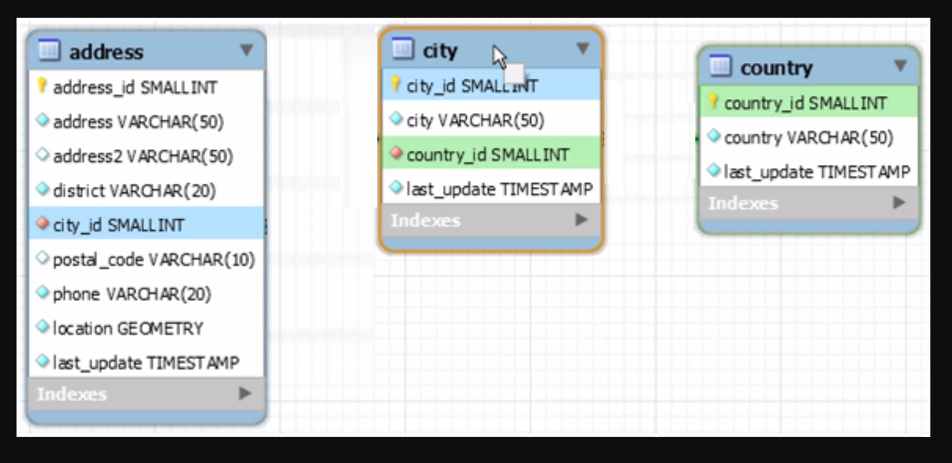 address
address_id SMALLINT
address VARCHAR(50)
address2 VARCHAR(50)
district VARCHAR(20)
city_id SMALLINT
postal_code VARCHAR(10)
phone VARCHAR(20)
location GEOMETRY
last_update TIMESTAMP
Indexes
city
city_id SMALLINT
city VARCHAR(50)
country_id SMALLINT
last_update TIMESTAMP
Indexes
country
country_id SMALLINT
country VARCHAR(50)
last_update TIMESTAMP
Indexes